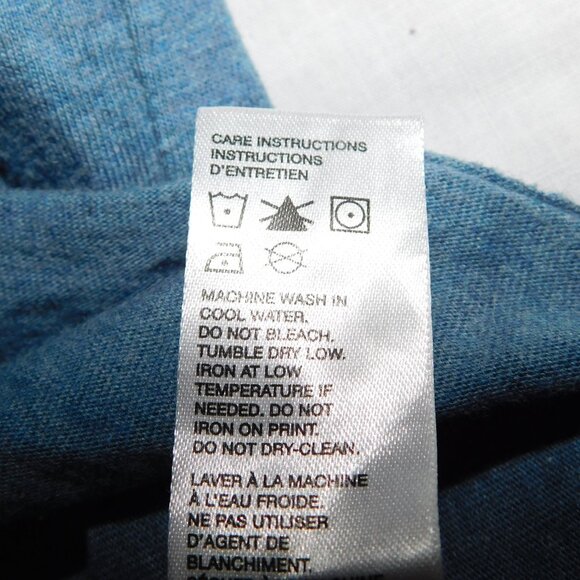 CARE INSTRUCTIONS
INSTRUCTIONS
D'ENTRETIEN
MACHINE WASH IN
COOL WATER.
DO NOT BLEACH.
TUMBLE DRY LOW.
IRON AT LOW
TEMPERATURE IF
NEEDED. DO NOT
IRON ON PRINT.
DO NOT DRY-CLEAN.
LAVER À LA MACHINE
À L'EAU FROIDE.
NE PAS UTILISER
D'AGENT DE
BLANCHIMENT.